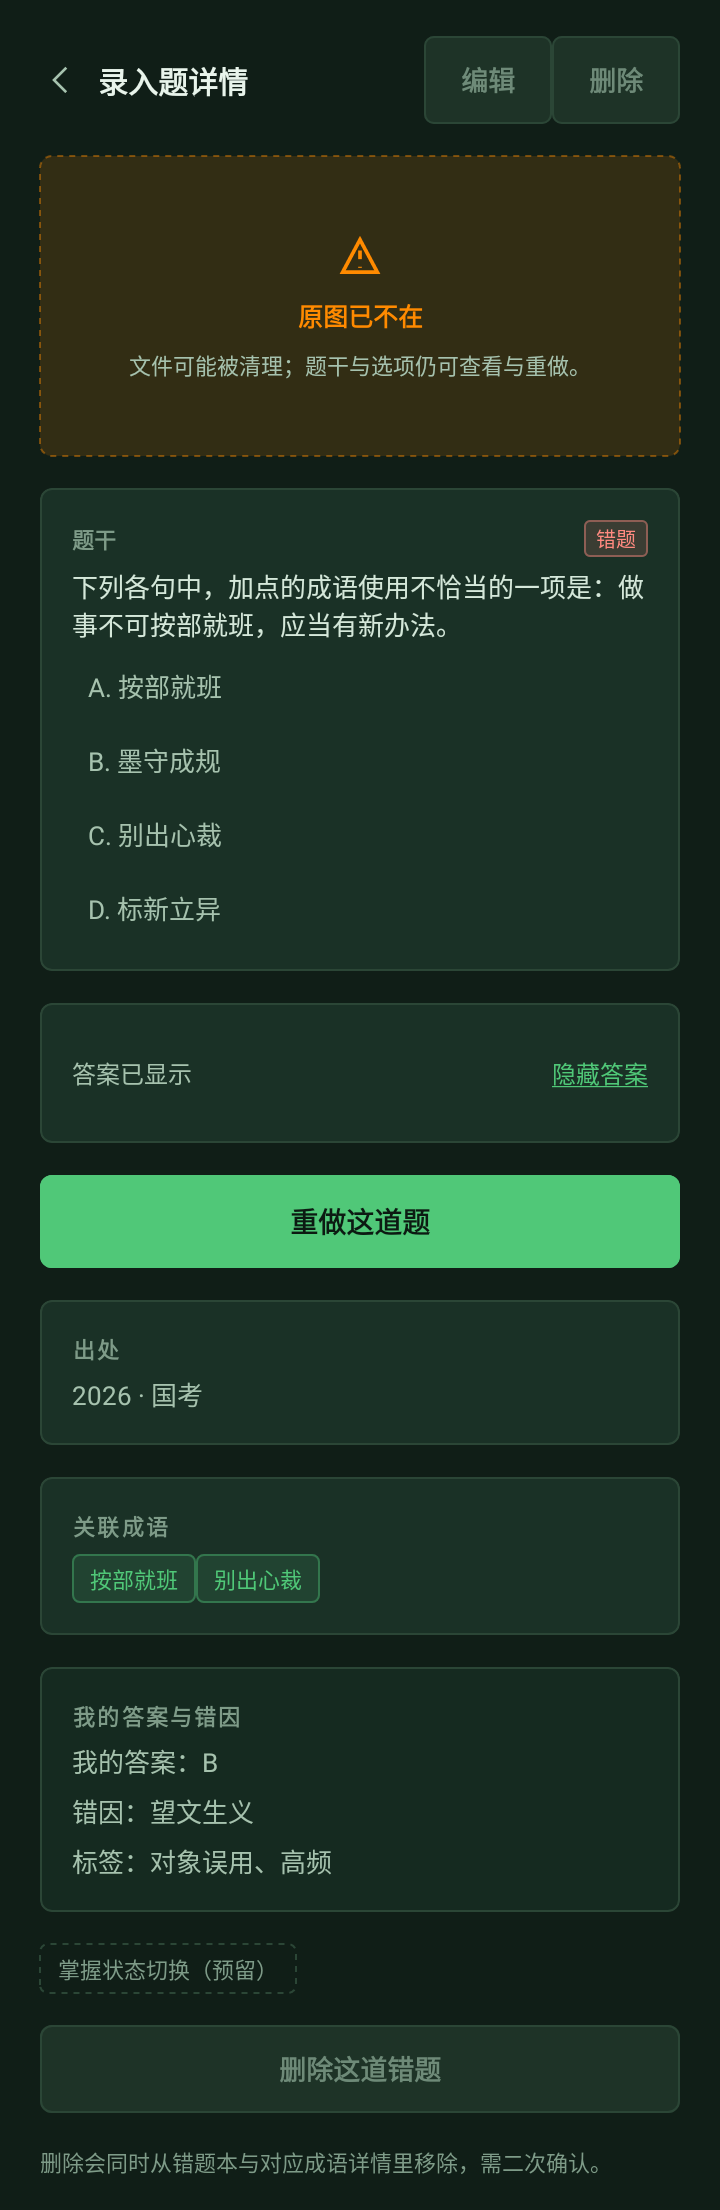 录入题详情
编辑
删除
原图已不在
文件可能被清理；题干与选项仍可查看与重做。
题干
错题
下列各句中，加点的成语使用不恰当的一项是：做
事不可按部就班，应当有新办法。
A. 按部就班
B. 墨守成规
C. 别出心裁
D. 标新立异
答案已显示
隐藏答案
重做这道题
出处
2026 · 国考
关联成语
按部就班
别出心裁
我的答案与错因
我的答案：B
错因：望文生义
标签：对象误用、高频
掌握状态切换（预留）
删除这道错题
删除会同时从错题本与对应成语详情里移除，需二次确认。